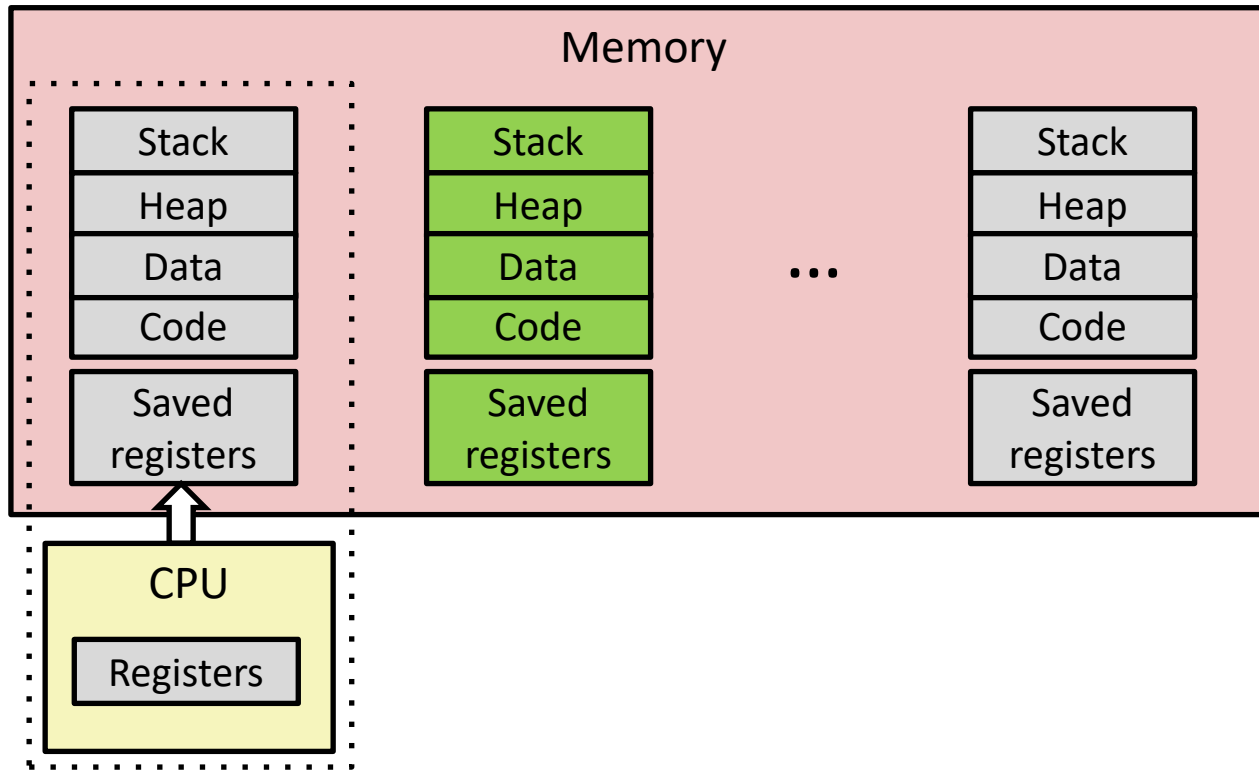 Memory
Stack
Heap
Data
Code
Saved
registers
Stack
Heap
Data
Code
Saved
registers
...
Stack
Heap
Data
Code
Saved
registers
CPU
Registers